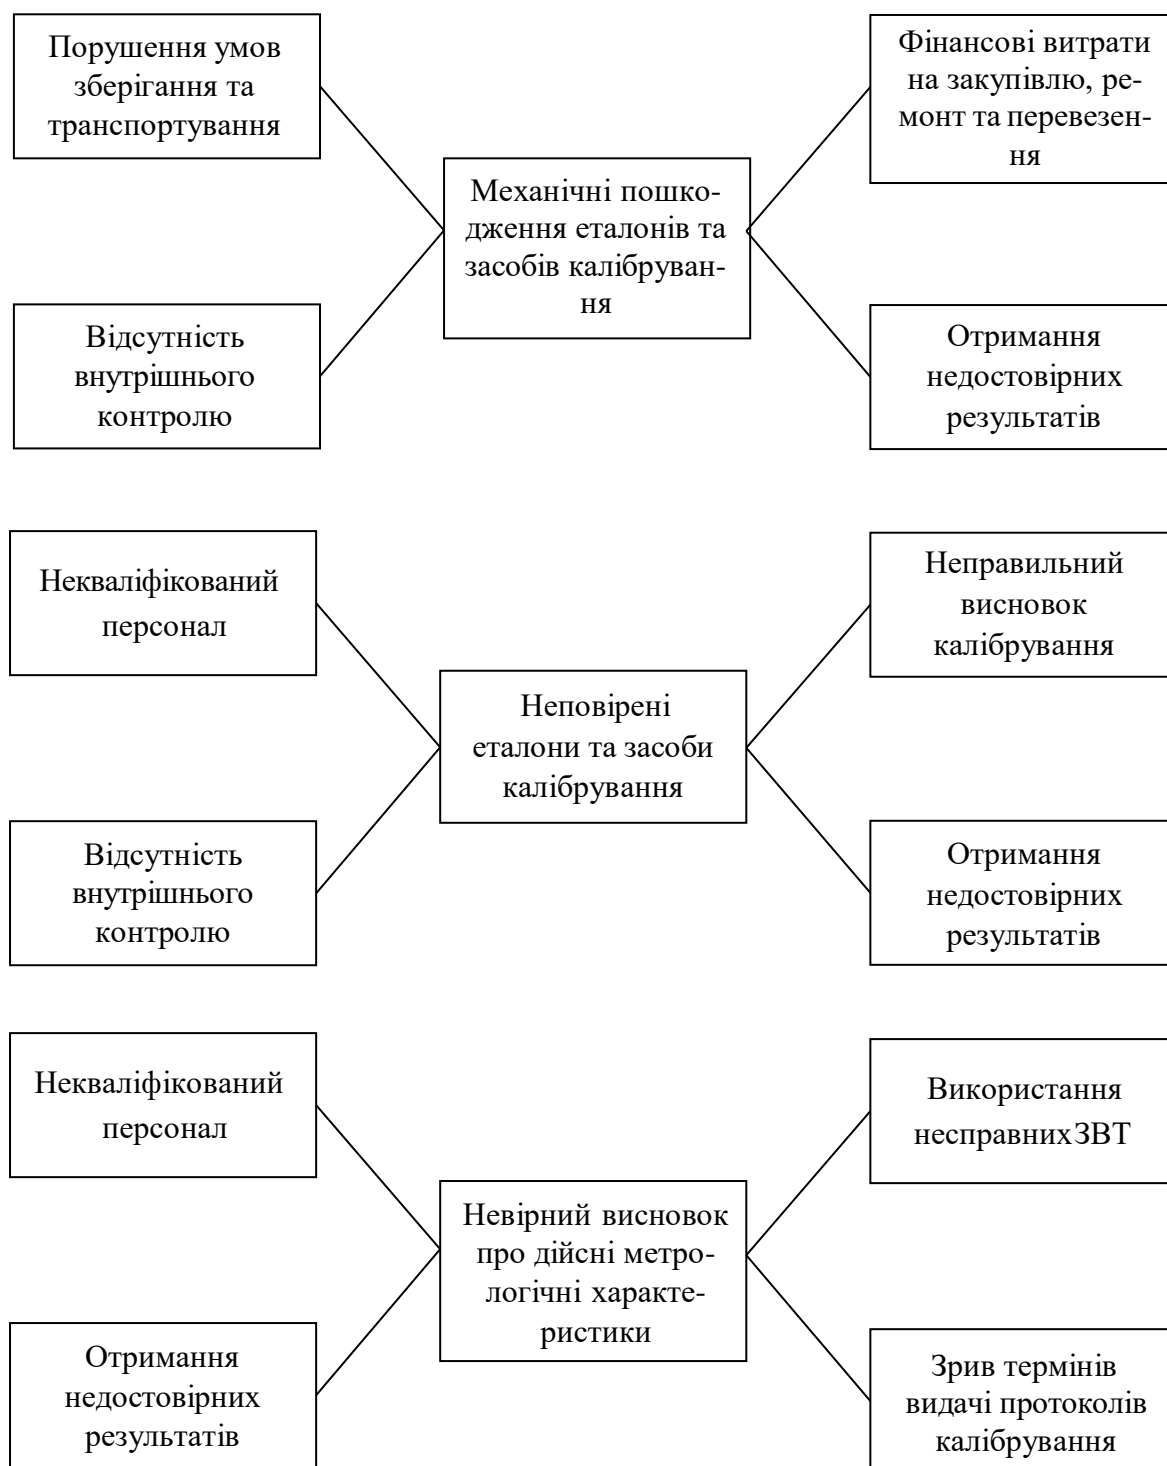 Порушення умов
зберігання та
транспортування
Фінансові витрати
на закупівлю, ре-
монт та перевезен-
ня
Механічні пошко-
дження еталонів та
засобів калібруван-
ня
Відсутність
внутрішнього
контролю
Отримання
недостовірних
результатів
Некваліфікований
персонал
Неправильний
висновок
калібрування
Неповірені
еталони та засоби
калібрування
Відсутність
внутрішнього
контролю
Отримання
недостовірних
результатів
Некваліфікований
персонал
Використання
несправних ЗВТ
Невірний висновок
про дійсні метро-
логічні характе-
ристики
Отримання
недостовірних
результатів
Зрив термінів
видачі протоколів
калібрування